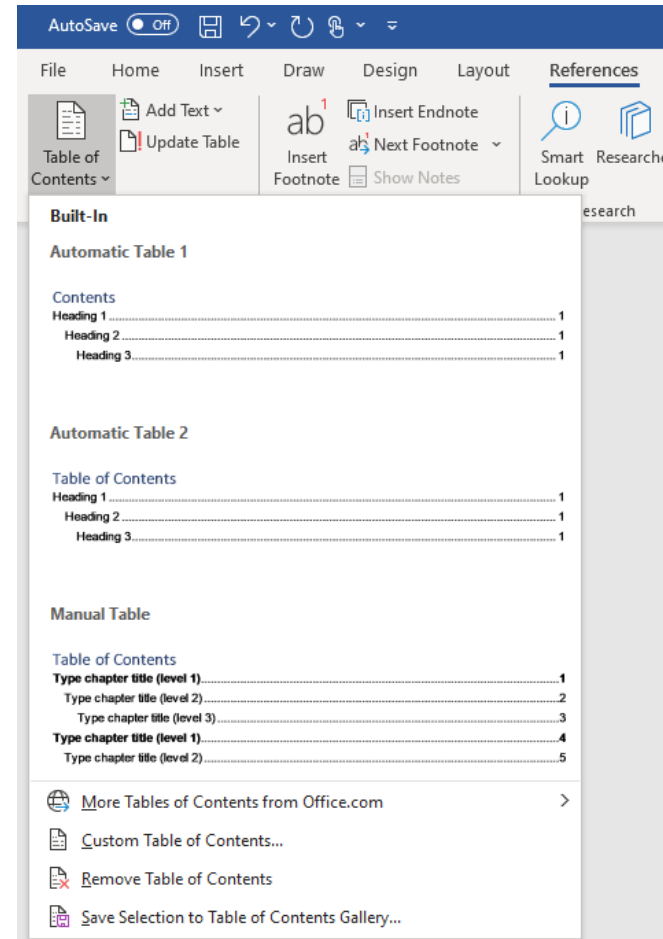 AutoSave Off
File Home Insert Draw Design Layout References
Table of Contents
Add Text
Update Table
ab1
Insert Footnote
[i] Insert Endnote
ab1 Next Footnote
Show Notes
Smart Lookup
Research
esearch
Built-In
Automatic Table 1
Contents
Heading 1 1
Heading 2 1
Heading 3 1
Automatic Table 2
Table of Contents
Heading 1 1
Heading 2 1
Heading 3 1
Manual Table
Table of Contents
Type chapter title (level 1) 1
Type chapter title (level 2) 2
Type chapter title (level 3) 3
Type chapter title (level 1) 4
Type chapter title (level 2) 5
More Tables of Contents from Office.com
Custom Table of Contents...
Remove Table of Contents
Save Selection to Table of Contents Gallery...